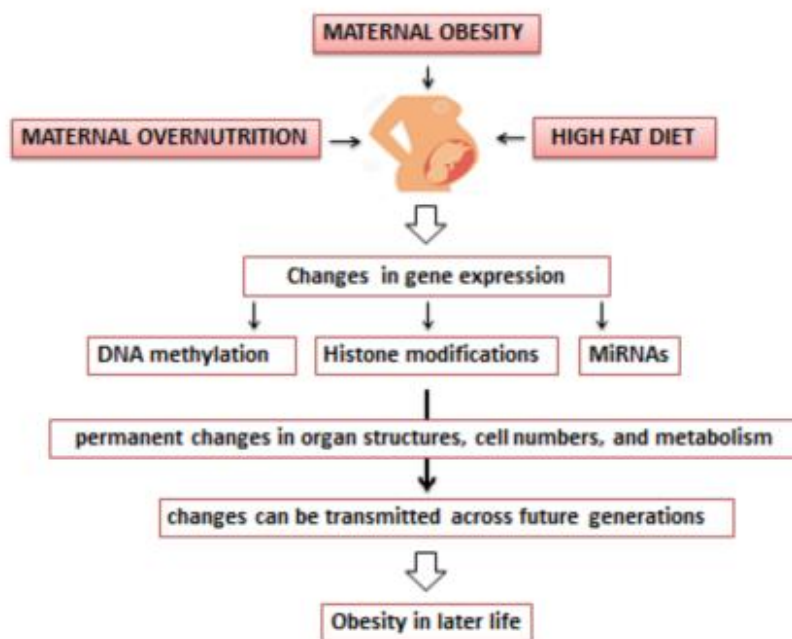 MATERNAL OBESITY
MATERNAL OVERNUTRITION
HIGH FAT DIET
Changes in gene expression
DNA methylation
Histone modifications
MiRNAs
permanent changes in organ structures, cell numbers, and metabolism
changes can be transmitted across future generations
Obesity in later life